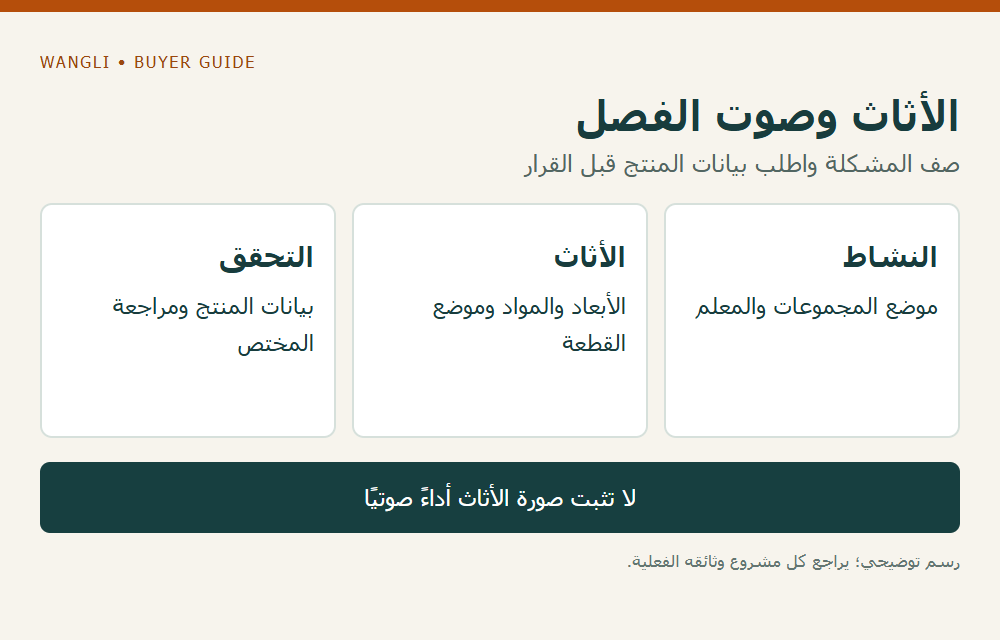 WANGLI • BUYER GUIDE
الأثاث وصوت الفصل
صف المشكلة واطلب بيانات المنتج قبل القرار
النشاط
موضع المجموعات والمعلم
الأثاث
الأبعاد والمواد وموضع
القطعة
التحقق
بيانات المنتج ومراجعة
المختص
لا تثبت صورة الأثاث أداءً صوتيًا
رسم توضيحي؛ يراجع كل مشروع وثائقه الفعلية.